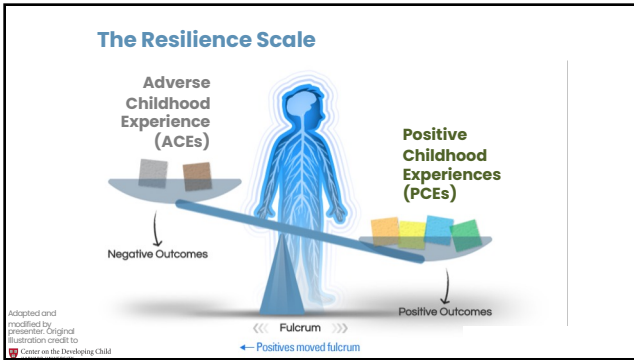 The Resilience Scale
Adverse
Childhood
Experience
(ACEs)
Positive
Childhood
Experiences
(PCEs)
Negative Outcomes
Positive Outcomes
Fulcrum
Positives moved fulcrum
Adapted and
modified by
presenter. Original
Illustration credit to
Center on the Developing Child